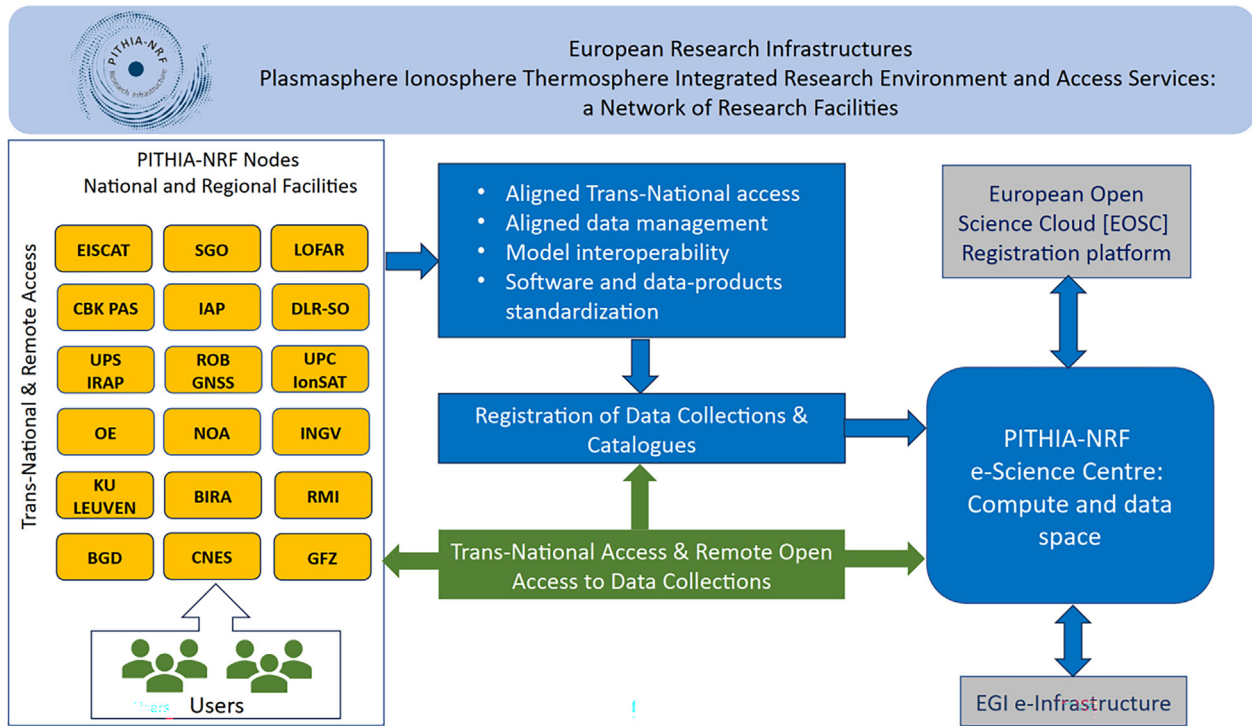 PITHIA-NRF
Research Infrastructure
European Research Infrastructures
Plasmasphere Ionosphere Thermosphere Integrated Research Environment and Access Services:
a Network of Research Facilities
Trans-National & Remote Access
PITHIA-NRF Nodes
National and Regional Facilities
EISCAT
SGO
LOFAR
CBK PAS
IAP
DLR-SO
UPS
IRAP
ROB
GNSS
UPC
IonSAT
OE
NOA
INGV
KU
LEUVEN
BIRA
RMI
BGD
CNES
GFZ
Users
Users
• Aligned Trans-National access
• Aligned data management
• Model interoperability
• Software and data-products
standardization
Registration of Data Collections &
Catalogues
Trans-National Access & Remote Open
Access to Data Collections
European Open
Science Cloud [EOSC]
Registration platform
PITHIA-NRF
e-Science Centre:
Compute and data
space
EGI e-Infrastructure